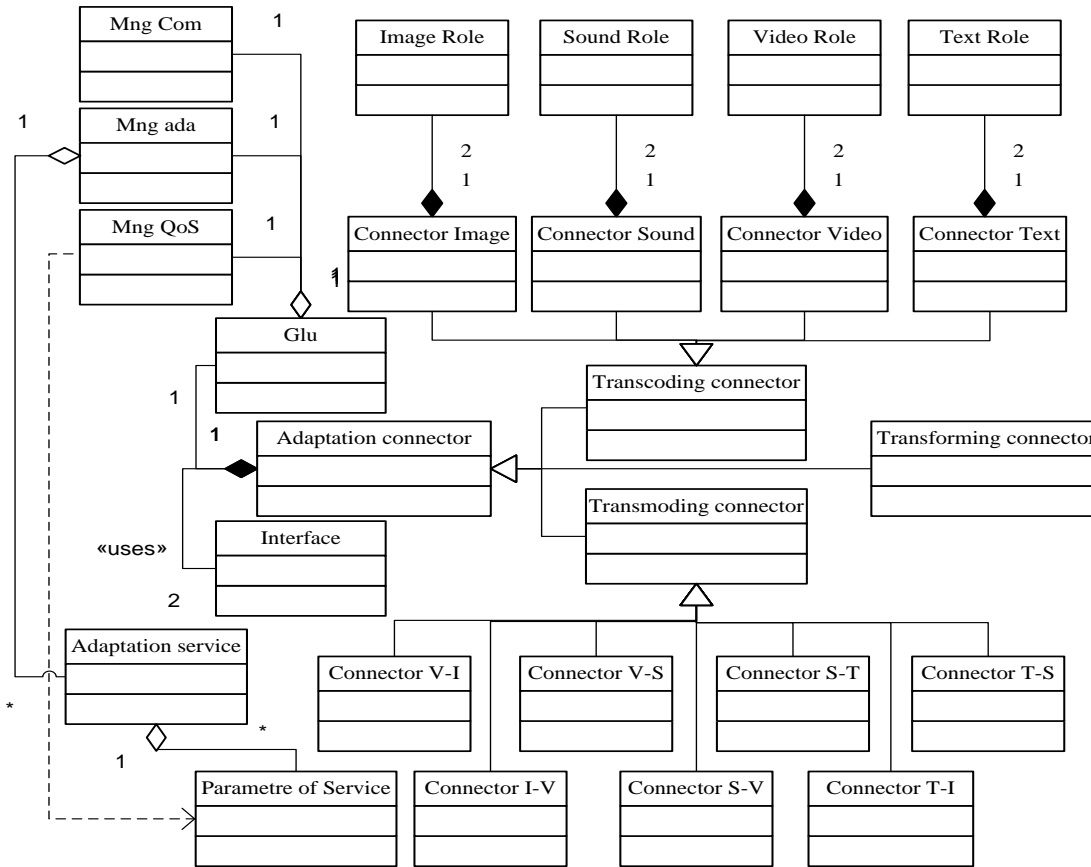 Mng Com
1
Image Role
Sound Role
Video Role
Text Role
1
Mng ada
1
2
2
2
2
1
1
1
1
Mng QoS
1
Connector Image
Connector Sound
Connector Video
Connector Text
1
Glu
Transcoding connector
1
1
Adaptation connector
Transforming connector
Transmoding connector
«uses»
Interface
2
Adaptation service
Connector V-I
Connector V-S
Connector S-T
Connector T-S
*
*
1
Parametre of Service
Connector I-V
Connector S-V
Connector T-I